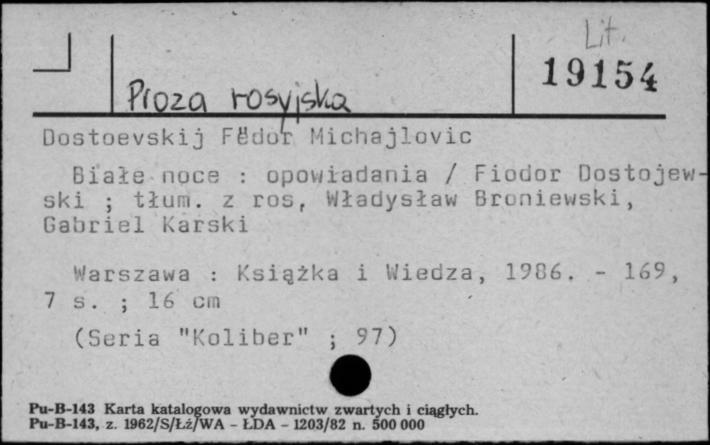 Lit.
19154
Proza rosyjska
Dostoevskij Fëdor Michajlovic
Białe noce : opowiadania / Fiodor Dostojew-
ski ; tłum. z ros, Władysław Broniewski,
Gabriel Karski
Warszawa : Książka i Wiedza, 1986. - 169,
7 s. ; 16 cm
(Seria "Koliber" ; 97)
Pu-B-143 Karta katalogowa wydawnictw zwartych i ciągłych.
Pu-B-143, z. 1962/S/Łż/WA - ŁDA - 1203/82 n. 500 000